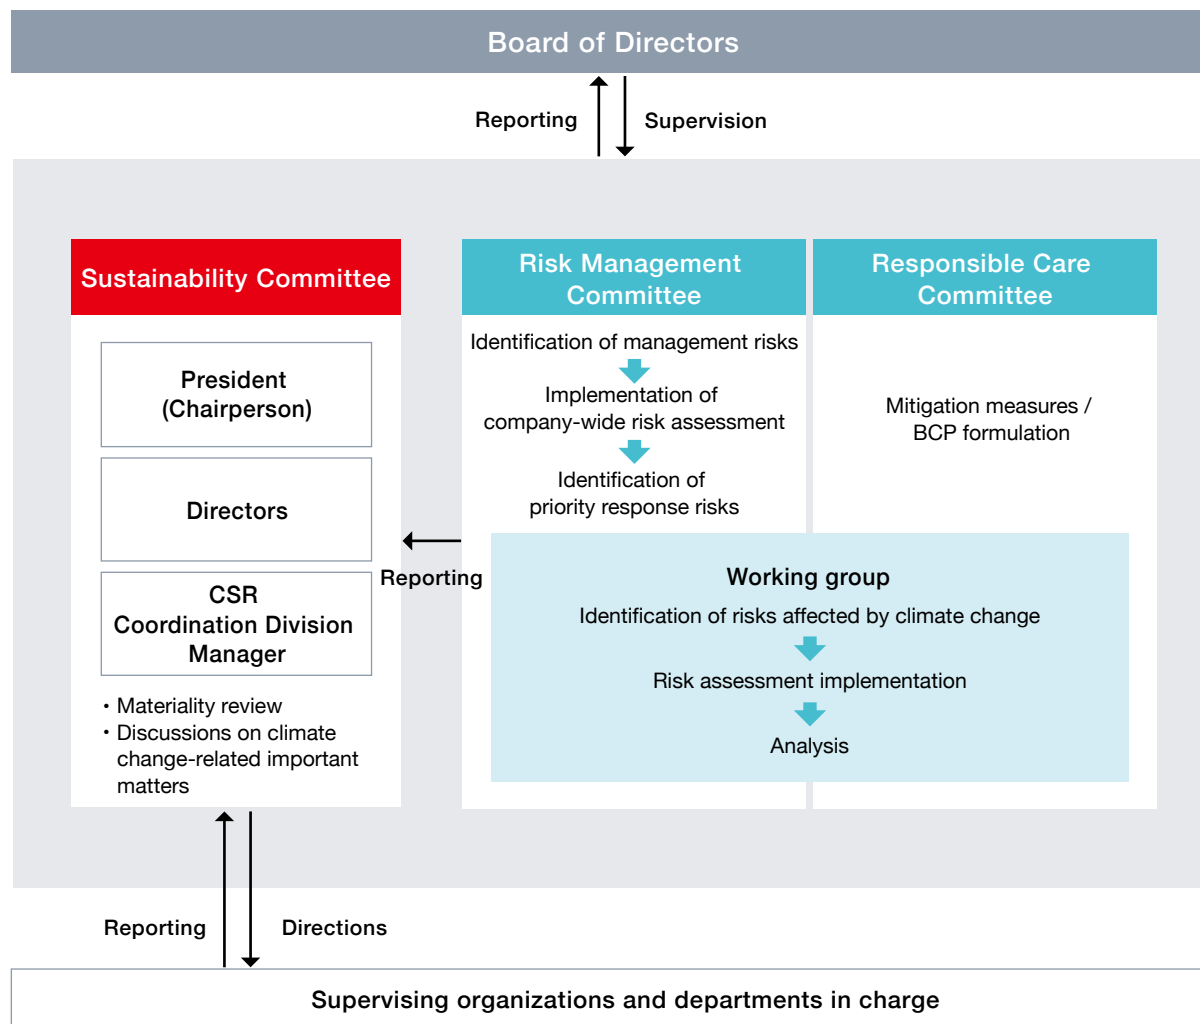 Board of Directors
Reporting
Supervision
Sustainability Committee
President
(Chairperson)
Directors
CSR
Coordination Division
Manager
・Materiality review
・Discussions on climate
change-related important
matters
Reporting
Risk Management
Committee
Identification of management risks
Implementation of
company-wide risk assessment
Identification of
priority response risks
Responsible Care
Committee
Mitigation measures /
BCP formulation
Working group
Identification of risks affected by climate change
Risk assessment implementation
Analysis
Reporting
Directions
Supervising organizations and departments in charge